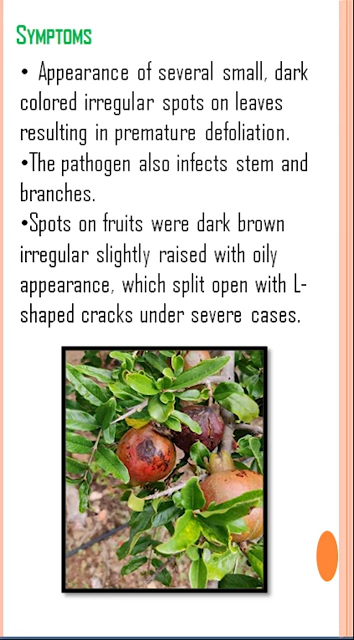 SYMPTOMS
• Appearance of several small, dark
colored irregular spots on leaves
resulting in premature defoliation.
•The pathogen also infects stem and
branches.
•Spots on fruits were dark brown
irregular slightly raised with oily
appearance, which split open with L-
shaped cracks under severe cases.